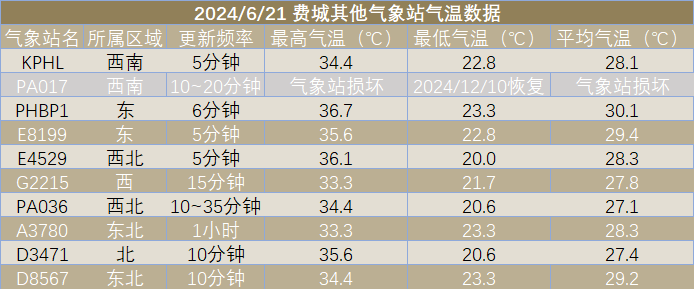 2024/6/21 费城其他气象站气温数据
气象站名 所属区域 更新频率 最高气温（℃） 最低气温（℃） 平均气温（℃）
KPHL 西南 5分钟 34.4 22.8 28.1
PA017 西南 10~20分钟 气象站损坏 2024/12/10恢复 气象站损坏
PHBP1 东 6分钟 36.7 23.3 30.1
E8199 东 5分钟 35.6 22.8 29.4
E4529 西北 5分钟 36.1 20.0 28.3
G2215 西 15分钟 33.3 21.7 27.8
PA036 西北 10~35分钟 34.4 20.6 27.1
A3780 东北 1小时 33.3 23.3 28.3
D3471 北 10分钟 35.6 20.6 27.4
D8567 东北 10分钟 34.4 23.3 29.2